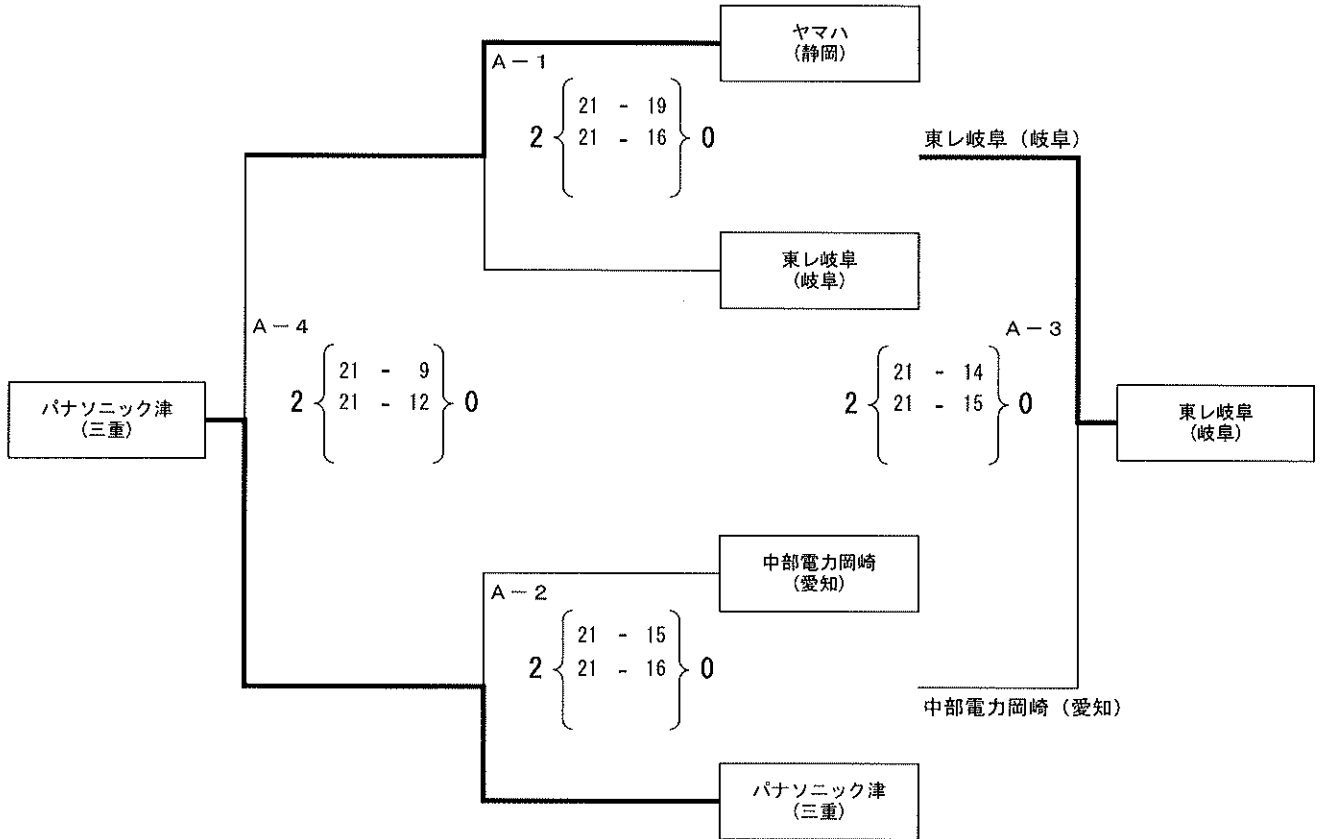 ヤマハ
(静岡)
A-1
2 { 21 - 19 } 0
21 - 16
東レ岐阜 (岐阜)
東レ岐阜
(岐阜)
A-4
2 { 21 - 9 } 0
21 - 12
A-3
2 { 21 - 14 } 0
21 - 15
パナソニック津
(三重)
東レ岐阜
(岐阜)
中部電力岡崎
(愛知)
A-2
2 { 21 - 15 } 0
21 - 16
中部電力岡崎 (愛知)
パナソニック津
(三重)